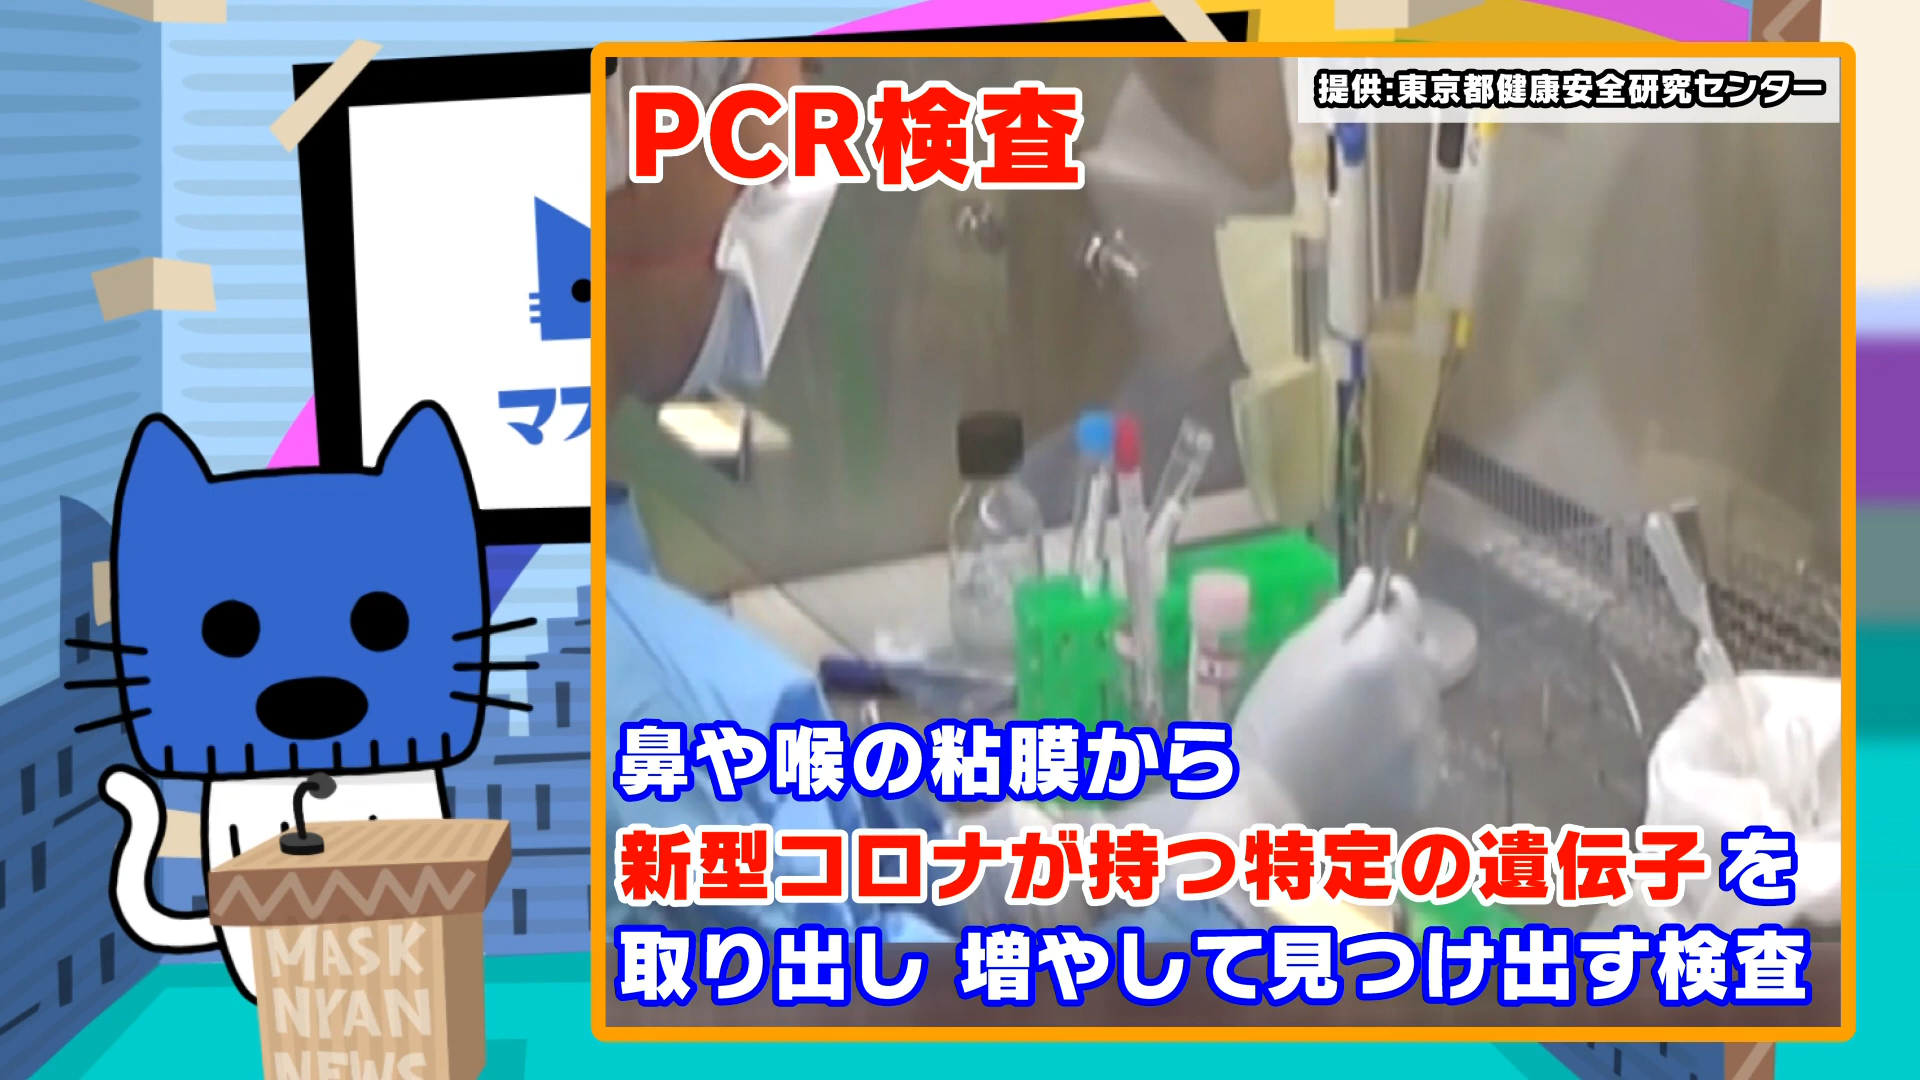 提供:東京都健康安全研究センター
PCR検査
マス
鼻や喉の粘膜から
新型コロナが持つ特定の遺伝子を
取り出し 増やして見つけ出す検査
MASK
NYAN
NEWS